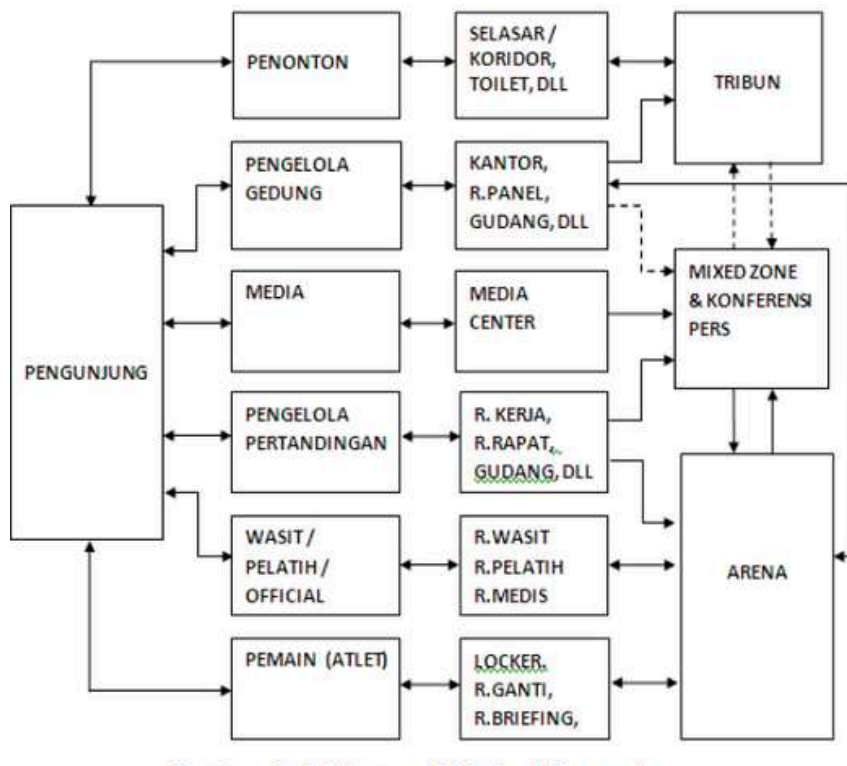 PENONTON
SELASAR /
KORIDOR,
TOILET, DLL
TRIBUN
PENGELOLA
GEDUNG
KANTOR,
R.PANEL,
GUDANG, DLL
MEDIA
MEDIA
CENTER
MIXED ZONE
& KONFERENSI
PERS
PENGUNJUNG
PENGELOLA
PERTANDINGAN
R. KERJA,
R.RAPAT,
GUDANG, DLL
WASIT /
PELATIH /
OFFICIAL
R.WASIT
R.PELATIH
R.MEDIS
ARENA
PEMAIN (ATLET)
LOCKER,
R.GANTI,
R.BRIEFING,